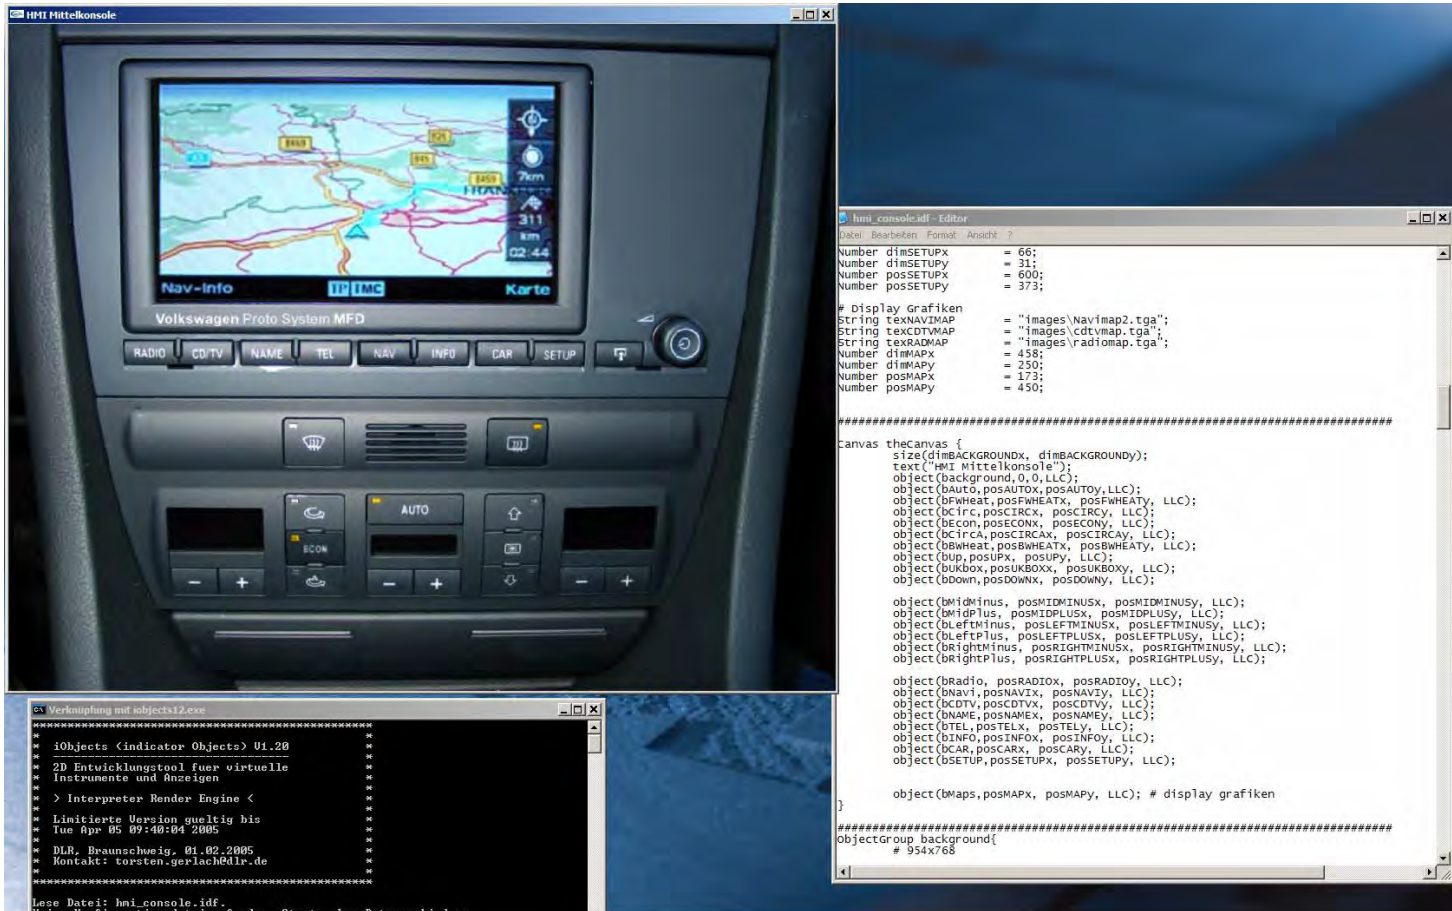 HMI Mittelkonsole
B469
B26
A3
B45
B459
7km
311
km
02:44
Nav-Info
TP TMC
Karte
Volkswagen Proto System MFD
RADIO CD/TV NAME TEL NAV INFO CAR SETUP
AUTO
ECON
- + - + - +
hmi_console.idf - Editor
Datei Bearbeiten Format Ansicht ?
Number dimSETUPx = 66;
Number dimSETUPy = 31;
Number posSETUPx = 600;
Number posSETUPy = 373;
# Display Grafiken
String texNAVIMAP = "images\Navimap2.tga";
String texCDTVMAP = "images\cdtvmap.tga";
String texRADMAP = "images\radiomap.tga";
Number dimMAPx = 458;
Number dimMAPy = 250;
Number posMAPx = 173;
Number posMAPy = 450;
################################################################################
Canvas theCanvas {
size(dimBACKGROUNDx, dimBACKGROUNDy);
text("HMI Mittelkonsole");
object(background,0,0,LLC);
object(bAuto,posAUTOx,posAUTOy,LLC);
object(bFWHeat,posFWHEATx, posFWHEATy, LLC);
object(bCirc,posCIRCx, posCIRCy, LLC);
object(bEcon,posECONx, posECONy, LLC);
object(bCircA,posCIRCAx, posCIRCAy, LLC);
object(bBWHeat,posBWHEATx, posBWHEATy, LLC);
object(bUp,posUPx, posUPy, LLC);
object(bUKbox,posUKBOXx, posUKBOXy, LLC);
object(bDown,posDOWNx, posDOWNy, LLC);
object(bMidMinus, posMIDMINUSx, posMIDMINUSy, LLC);
object(bMidPlus, posMIDPLUSx, posMIDPLUSy, LLC);
object(bLeftMinus, posLEFTMINUSx, posLEFTMINUSy, LLC);
object(bLeftPlus, posLEFTPLUSx, posLEFTPLUSy, LLC);
object(bRightMinus, posRIGHTMINUSx, posRIGHTMINUSy, LLC);
object(bRightPlus, posRIGHTPLUSx, posRIGHTPLUSy, LLC);
object(bRadio, posRADIOx, posRADIOy, LLC);
object(bNavi,posNAVIx, posNAVIy, LLC);
object(bCDTV,posCDTVx, posCDTVy, LLC);
object(bNAME,posNAMEx, posNAMEy, LLC);
object(bTEL,posTELx, posTELy, LLC);
object(bINFO,posINFOx, posINFOy, LLC);
object(bCAR,posCARx, posCARy, LLC);
object(bSETUP,posSETUPx, posSETUPy, LLC);
object(bMaps,posMAPx, posMAPy, LLC); # display grafiken
}
################################################################################
ObjectGroup background{
# 954x768
Verknüpfung mit iobjects12.exe
*************************************************
* iObjects (indicator Objects) V1.20 *
* ---------------------------------- *
* 2D Entwicklungstool fuer virtuelle *
* Instrumente und Anzeigen *
* *
* > Interpreter Render Engine < *
* *
* Limitierte Version gueltig bis *
* Tue Apr 05 09:40:04 2005 *
* *
* DLR, Braunschweig, 01.02.2005 *
* Kontakt: torsten.gerlach@dlr.de *
* *
*************************************************
Lese Datei: hmi_console.idf.